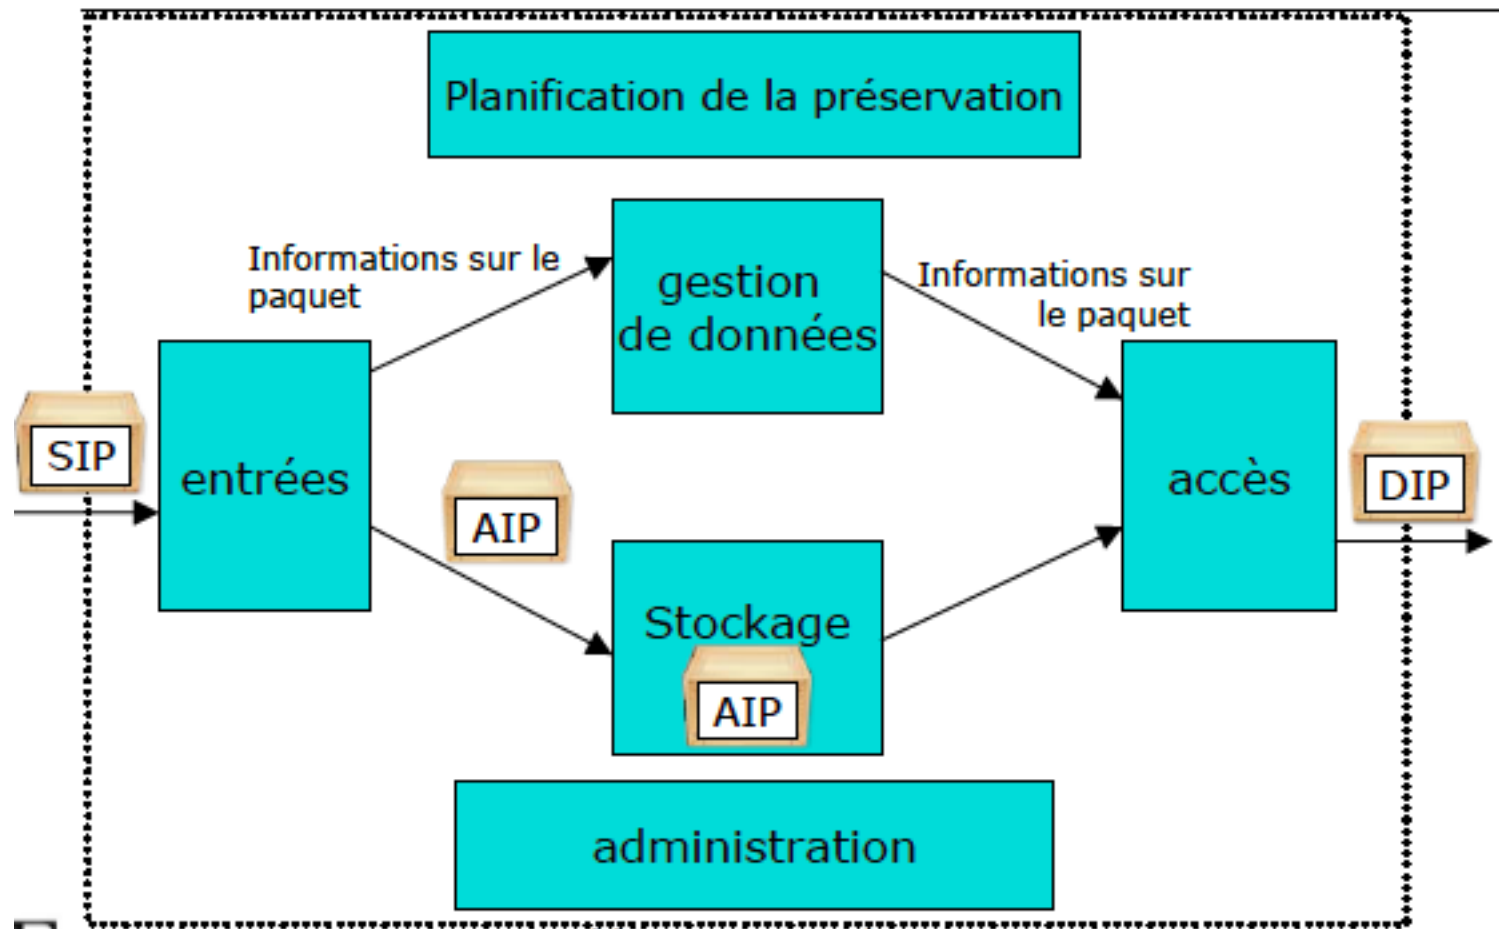 Planification de la préservation
Informations sur le
paquet
gestion
de données
Informations sur
le paquet
SIP
entrées
AIP
accès
DIP
Stockage
AIP
administration